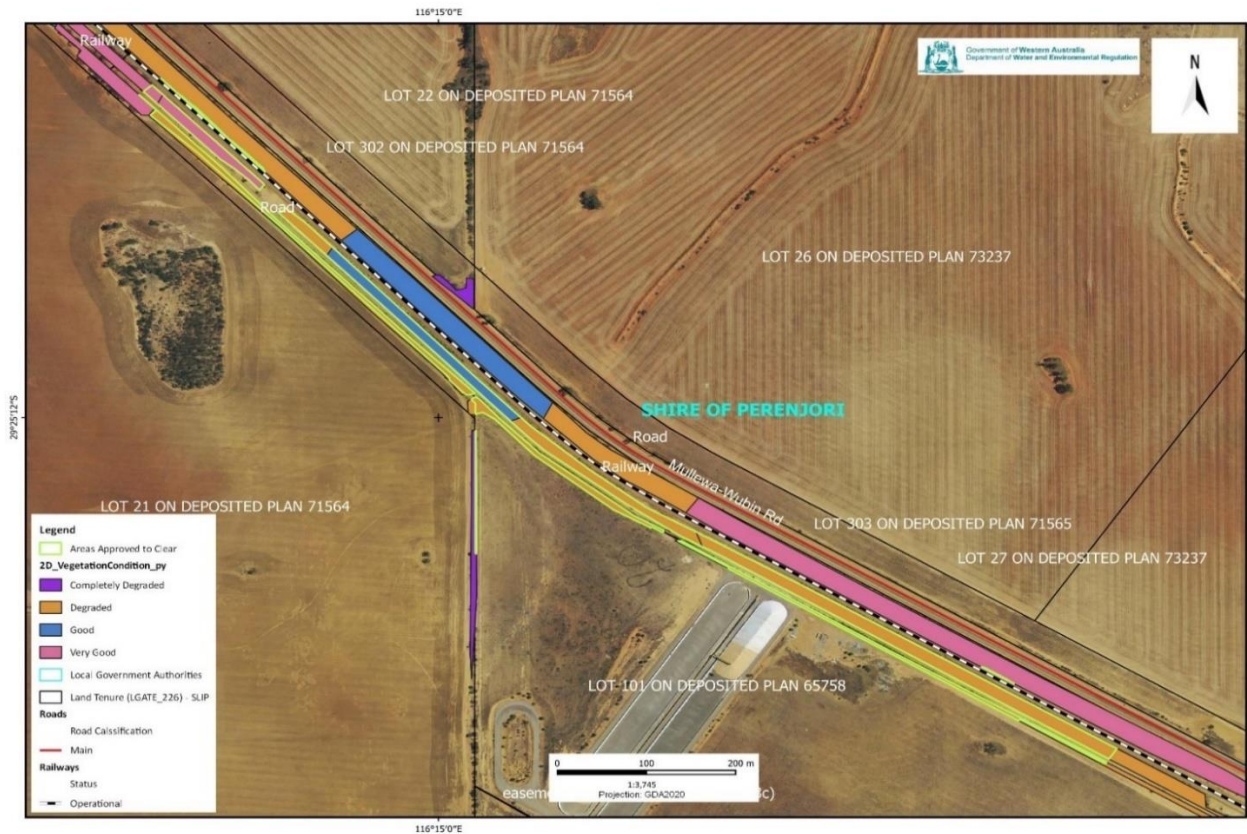 116°15'0"E
Railway
Government of Western Australia
Department of Water and Environmental Regulation
N
LOT 22 ON DEPOSITED PLAN 71564
LOT 302 ON DEPOSITED PLAN 71564
Road
LOT 26 ON DEPOSITED PLAN 73237
29°25'12"S
SHIRE OF PERENJORI
Road
Railway
Mullewa-Wubin Rd
LOT 21 ON DEPOSITED PLAN 71564
LOT 303 ON DEPOSITED PLAN 71565
LOT 27 ON DEPOSITED PLAN 73237
LOT 101 ON DEPOSITED PLAN 65758
Legend
Areas Approved to Clear
2D_VegetationCondition_py
Completely Degraded
Degraded
Good
Very Good
Local Government Authorities
Land Tenure (LGATE_226) - SLIP
Roads
Road Calssification
Main
Railways
Status
Operational
0 100 200 m
1:3,745
Projection: GDA2020
116°15'0"E